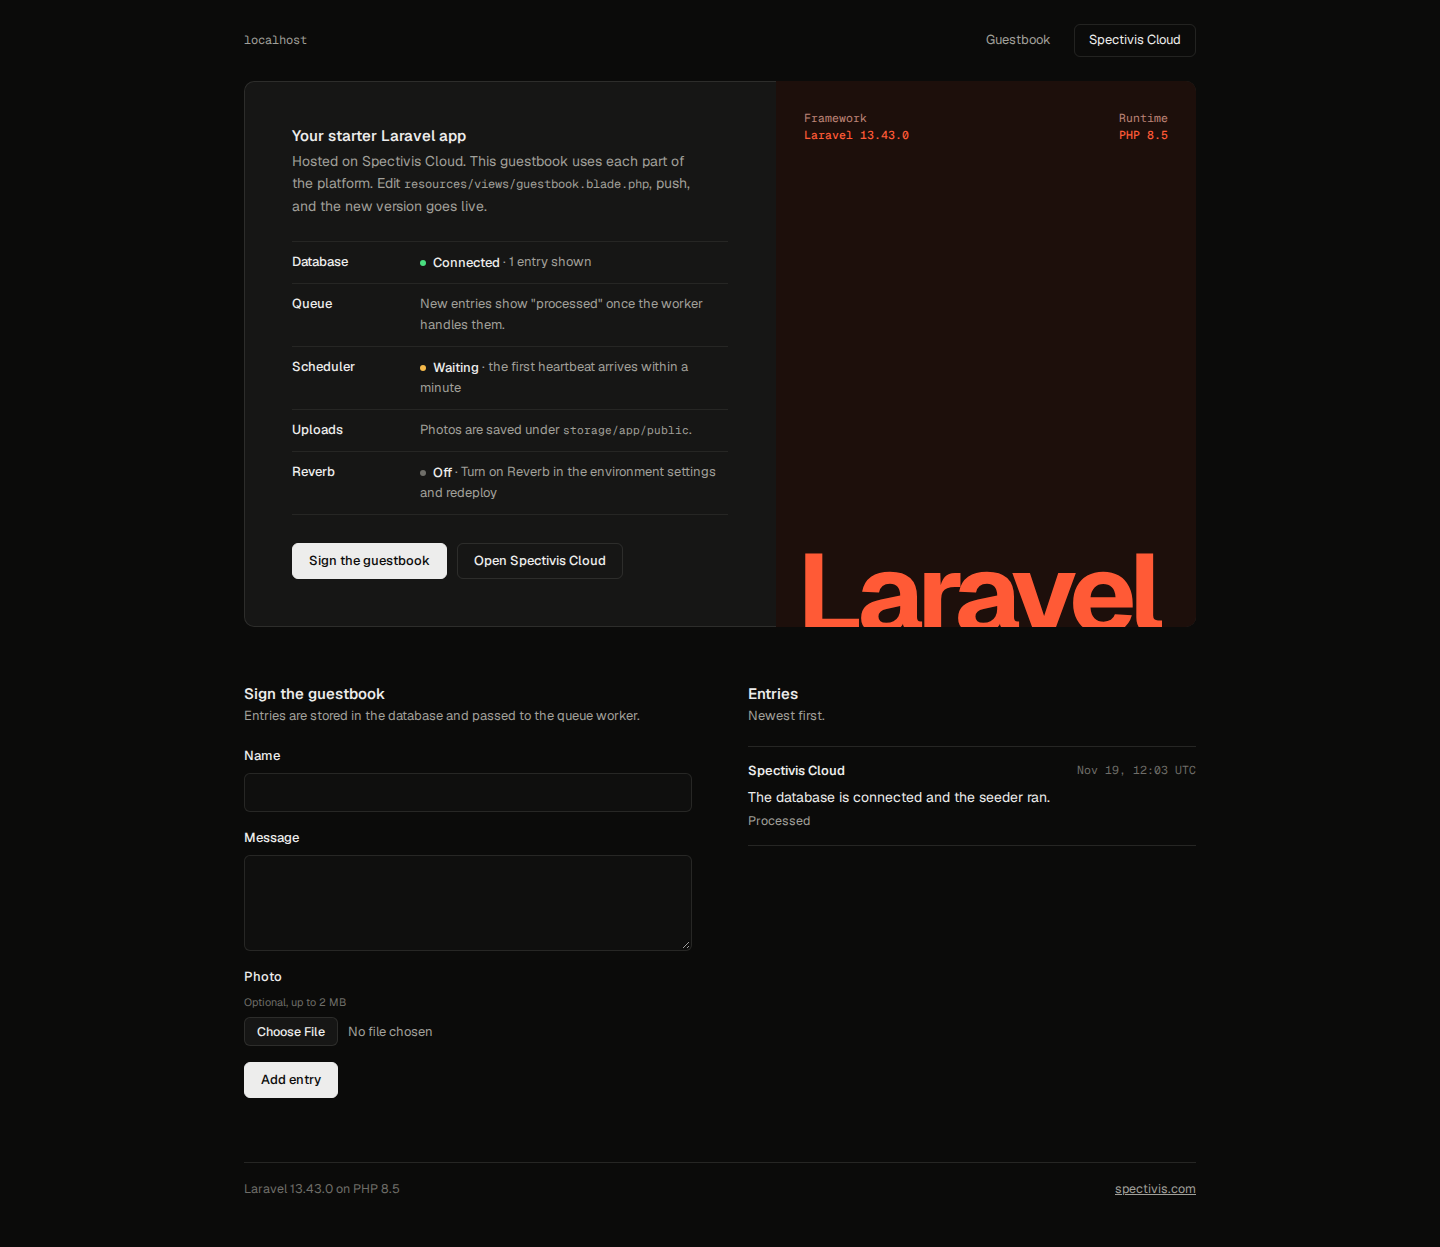 localhost
Guestbook
Spectivis Cloud
Your starter Laravel app
Hosted on Spectivis Cloud. This guestbook uses each part of
the platform. Edit resources/views/guestbook.blade.php, push,
and the new version goes live.
Database
Connected · 1 entry shown
Queue
New entries show "processed" once the worker
handles them.
Scheduler
Waiting · the first heartbeat arrives within a
minute
Uploads
Photos are saved under storage/app/public.
Reverb
Off · Turn on Reverb in the environment settings
and redeploy
Sign the guestbook
Open Spectivis Cloud
Framework
Laravel 13.43.0
Runtime
PHP 8.5
Laravel
Sign the guestbook
Entries are stored in the database and passed to the queue worker.
Name
Message
Photo
Optional, up to 2 MB
Choose File
No file chosen
Add entry
Entries
Newest first.
Spectivis Cloud
Nov 19, 12:03 UTC
The database is connected and the seeder ran.
Processed
Laravel 13.43.0 on PHP 8.5
spectivis.com